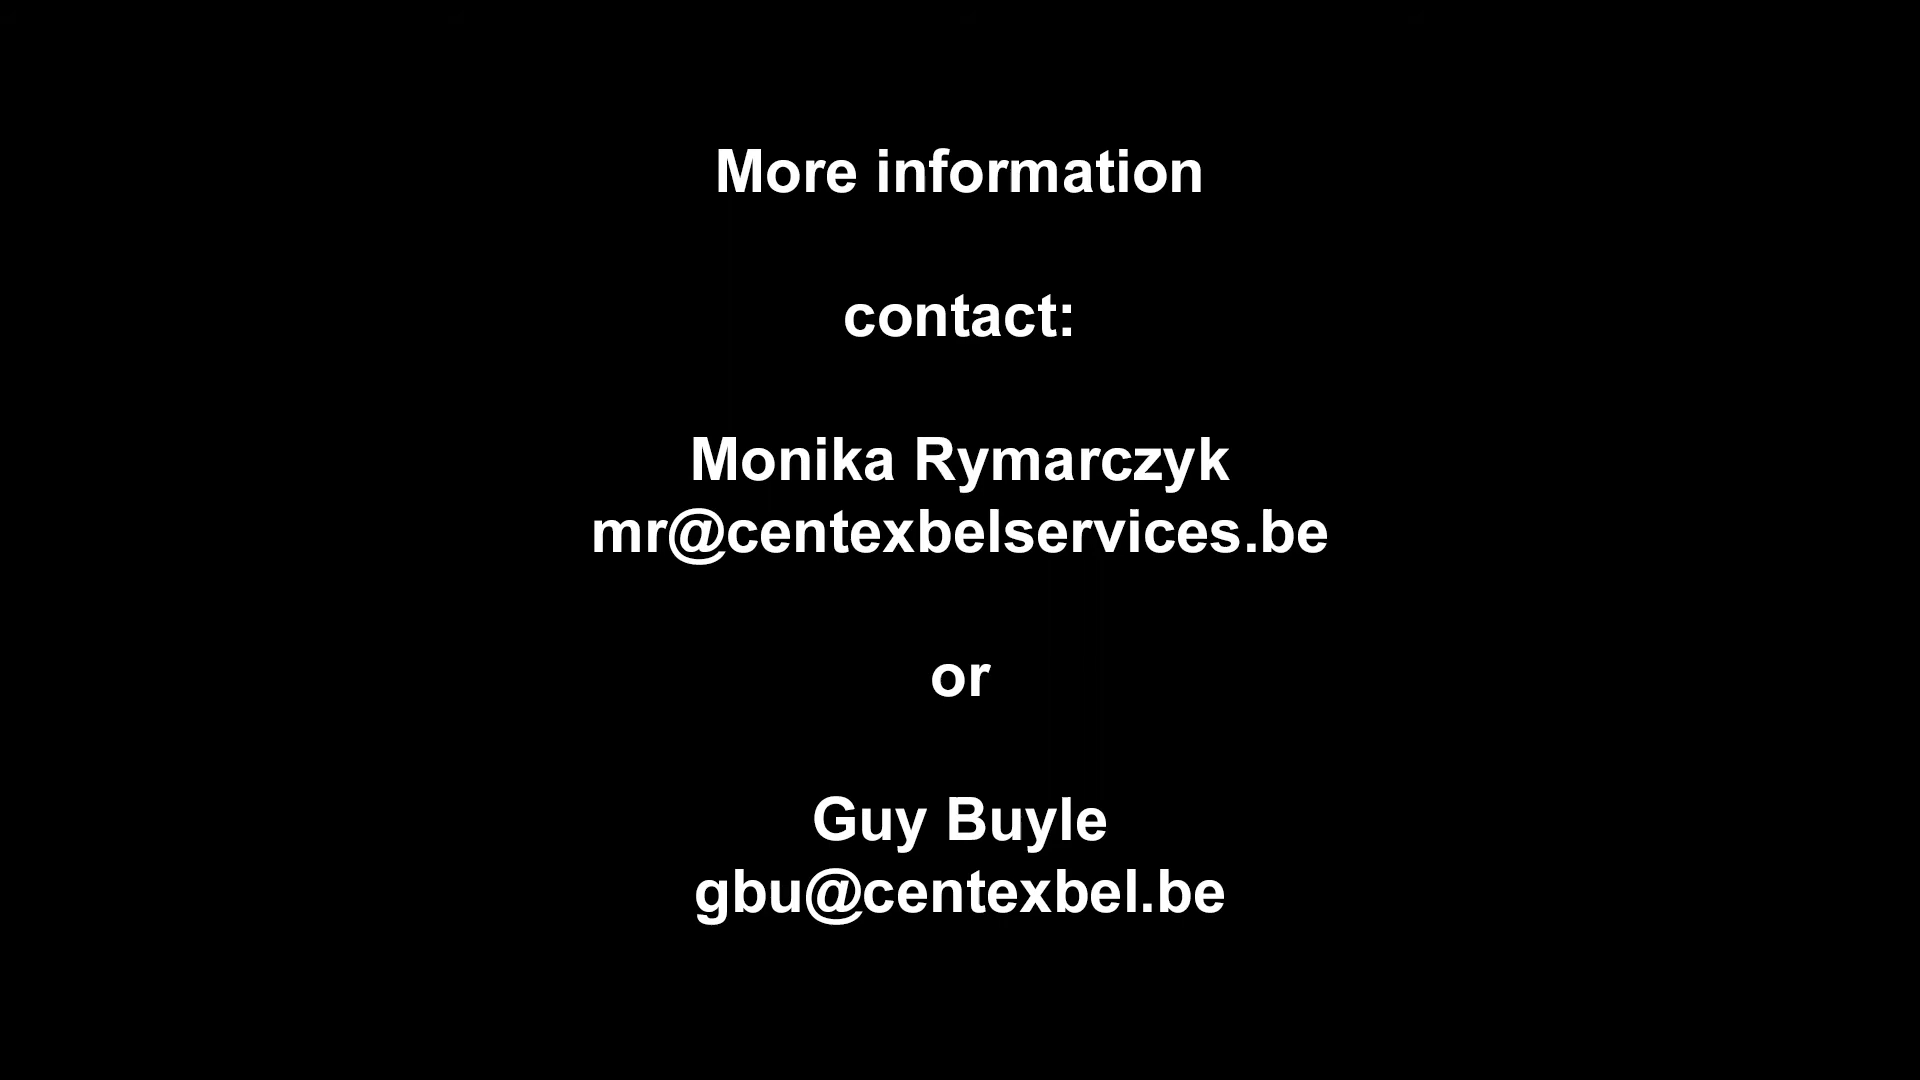 More information
contact:
Monika Rymarczyk
mr@centexbelservices.be
or
Guy Buyle
gbu@centexbel.be